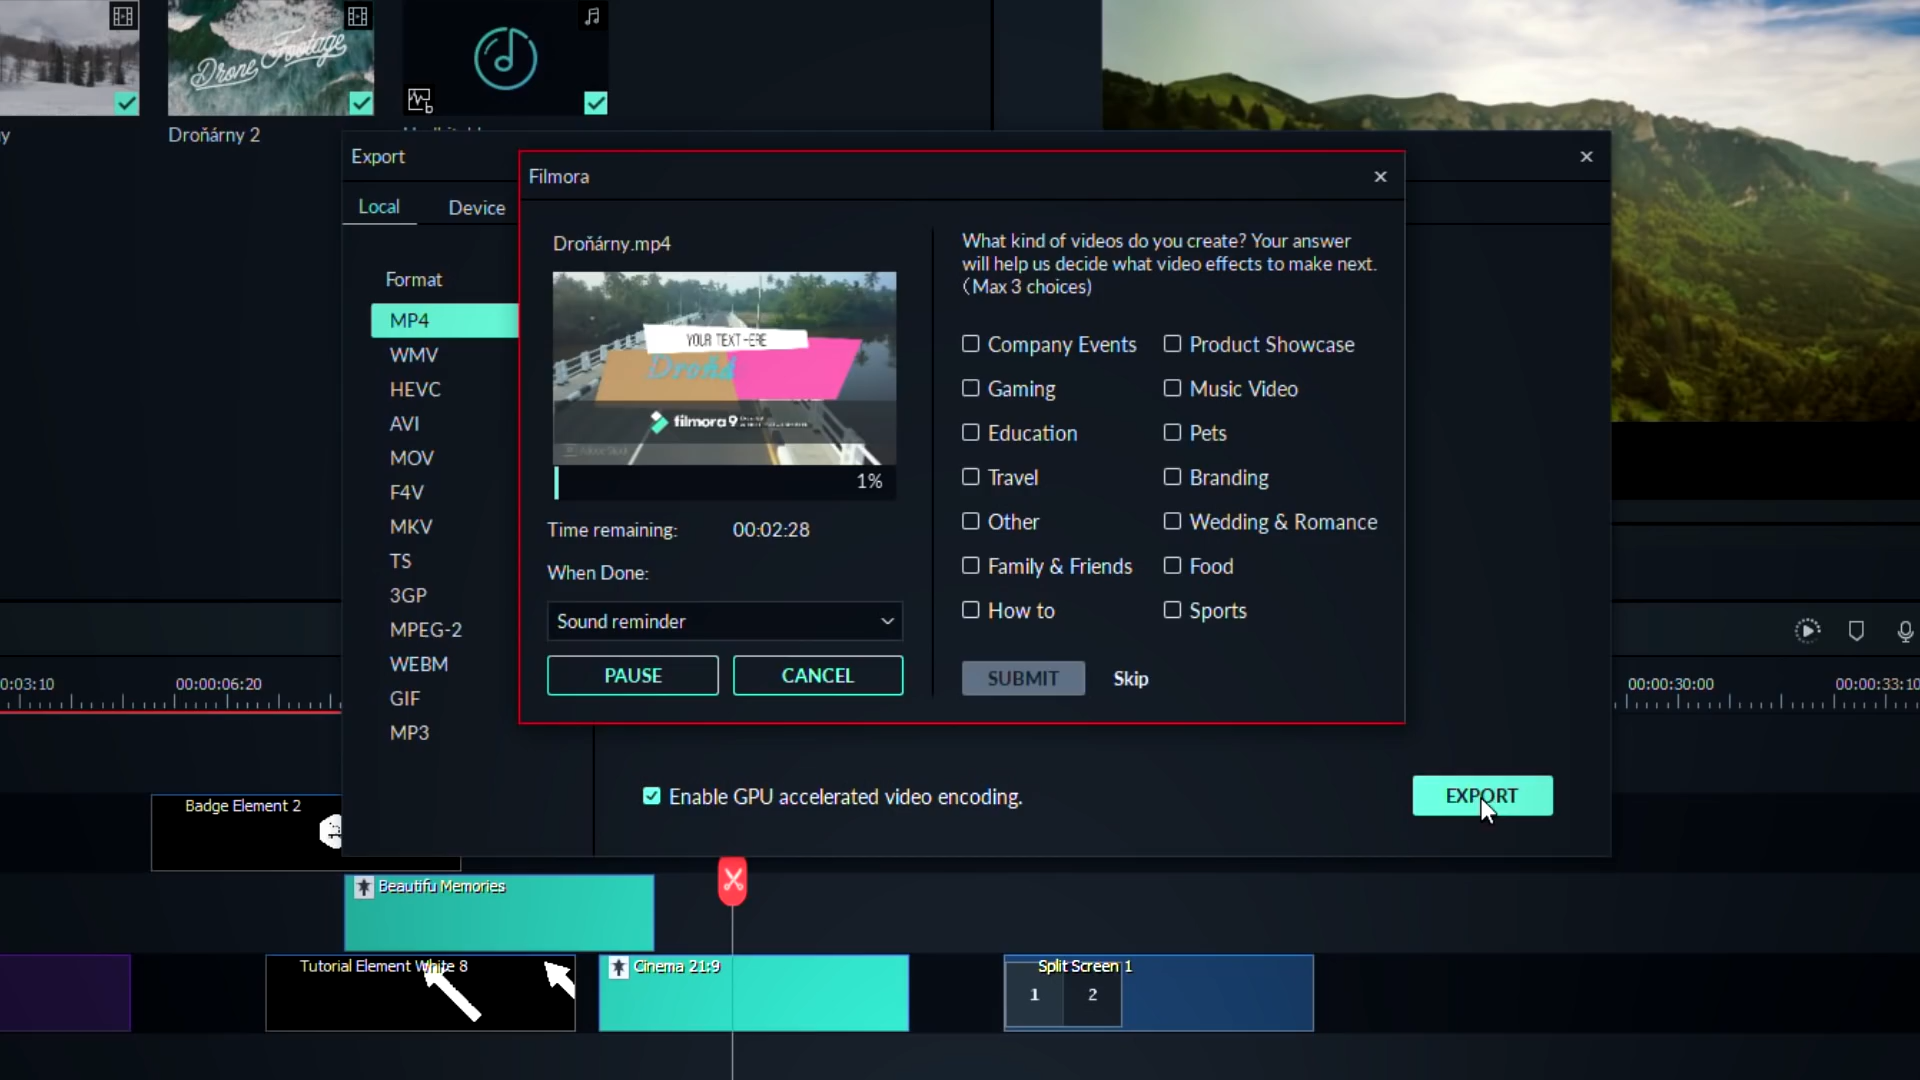 Drone Footage
Droňárny 2
Export
Local
Device
Format
MP4
WMV
HEVC
AVI
MOV
F4V
MKV
TS
3GP
MPEG-2
WEBM
GIF
MP3
Filmora
Droňárny.mp4
YOUR TEXT HERE
Droňá
filmora9
1%
Time remaining: 00:02:28
When Done:
Sound reminder
PAUSE
CANCEL
What kind of videos do you create? Your answer
will help us decide what video effects to make next.
(Max 3 choices)
Company Events
Product Showcase
Gaming
Music Video
Education
Pets
Travel
Branding
Other
Wedding & Romance
Family & Friends
Food
How to
Sports
SUBMIT
Skip
Enable GPU accelerated video encoding.
EXPORT
0:03:10
00:00:06:20
00:00:30:00
00:00:33:10
Badge Element 2
Beautifu Memories
Tutorial Element White 8
Cinema 21:9
Split Screen 1
1
2